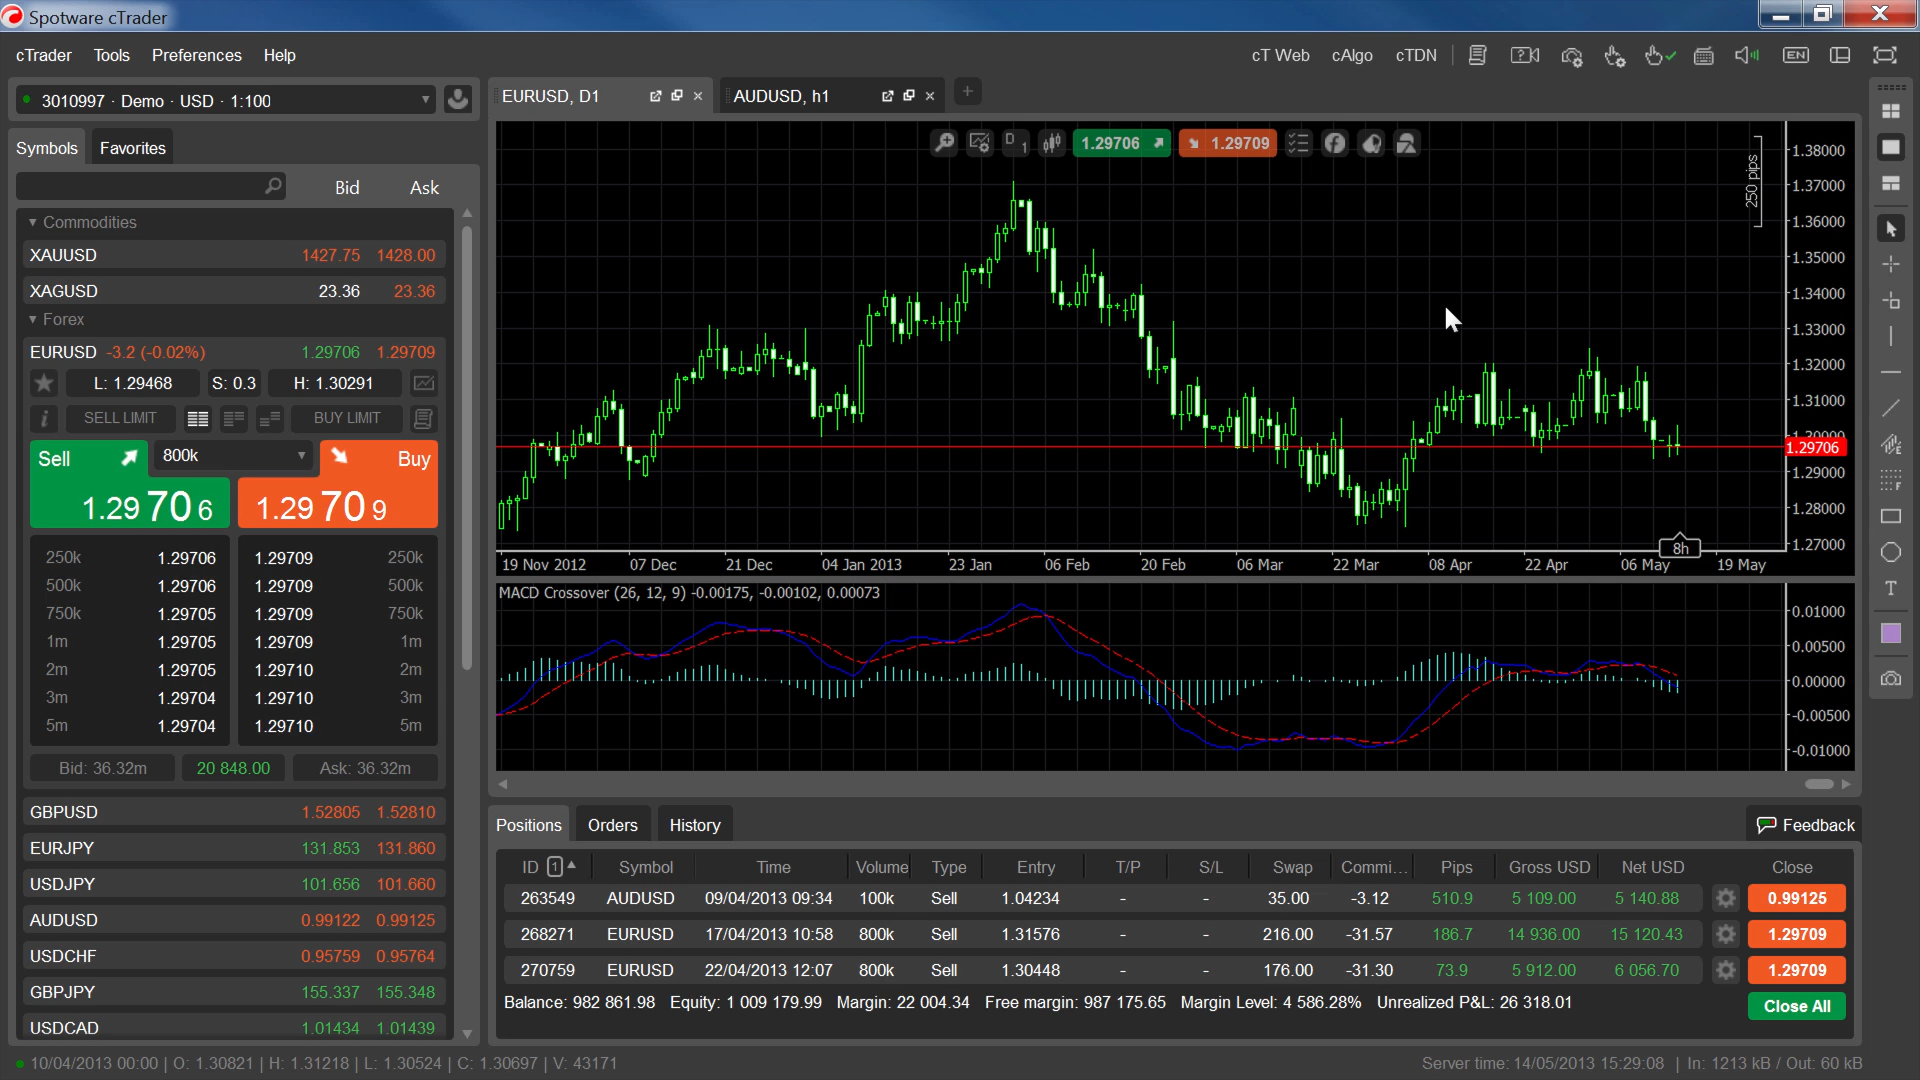 Spotware cTrader
cTrader Tools Preferences Help
cT Web cAlgo cTDN EN
3010997 · Demo · USD · 1:100
Symbols Favorites
Bid Ask
Commodities
XAUUSD 1427.75 1428.00
XAGUSD 23.36 23.36
Forex
EURUSD -3.2 (-0.02%) 1.29706 1.29709
L: 1.29468 S: 0.3 H: 1.30291
i SELL LIMIT BUY LIMIT
Sell 800k Buy
1.29 70 6 1.29 70 9
250k 1.29706 1.29709 250k
500k 1.29706 1.29709 500k
750k 1.29705 1.29709 750k
1m 1.29705 1.29709 1m
2m 1.29705 1.29710 2m
3m 1.29704 1.29710 3m
5m 1.29704 1.29710 5m
Bid: 36.32m 20 848.00 Ask: 36.32m
GBPUSD 1.52805 1.52810
EURJPY 131.853 131.860
USDJPY 101.656 101.660
AUDUSD 0.99122 0.99125
USDCHF 0.95759 0.95764
GBPJPY 155.337 155.348
USDCAD 1.01434 1.01439
EURUSD, D1 AUDUSD, h1 +
D 1 1.29706 1.29709 f
250 pips
1.38000
1.37000
1.36000
1.35000
1.34000
1.33000
1.32000
1.31000
1.29706
1.29000
1.28000
1.27000
8h
19 Nov 2012 07 Dec 21 Dec 04 Jan 2013 23 Jan 06 Feb 20 Feb 06 Mar 22 Mar 08 Apr 22 Apr 06 May 19 May
MACD Crossover (26, 12, 9) -0.00175, -0.00102, 0.00073
0.01000
0.00500
0.00000
-0.00500
-0.01000
E
F
T
Positions Orders History Feedback
ID 1 Symbol Time Volume Type Entry T/P S/L Swap Commi... Pips Gross USD Net USD Close
263549 AUDUSD 09/04/2013 09:34 100k Sell 1.04234 - - 35.00 -3.12 510.9 5 109.00 5 140.88 0.99125
268271 EURUSD 17/04/2013 10:58 800k Sell 1.31576 - - 216.00 -31.57 186.7 14 936.00 15 120.43 1.29709
270759 EURUSD 22/04/2013 12:07 800k Sell 1.30448 - - 176.00 -31.30 73.9 5 912.00 6 056.70 1.29709
Balance: 982 861.98 Equity: 1 009 179.99 Margin: 22 004.34 Free margin: 987 175.65 Margin Level: 4 586.28% Unrealized P&L: 26 318.01 Close All
10/04/2013 00:00 | O: 1.30821 | H: 1.31218 | L: 1.30524 | C: 1.30697 | V: 43171
Server time: 14/05/2013 15:29:08 | In: 1213 kB / Out: 60 kB